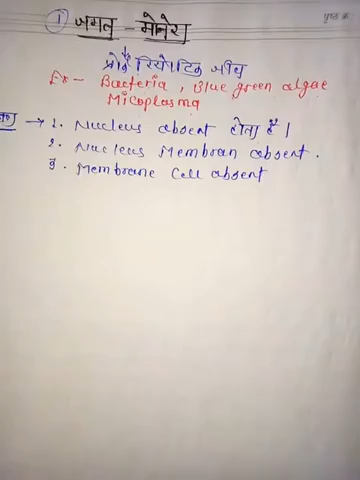 ① जगत - मोनेरा
पृष्ठ क्र
प्रोकैरियोटिक जीव
Ex- Bacteria, Blue green algae
Micoplasma
→ 1. Nucleus absent होता है।
2. Nucleus Membran absent.
3. Membrane Cell absent